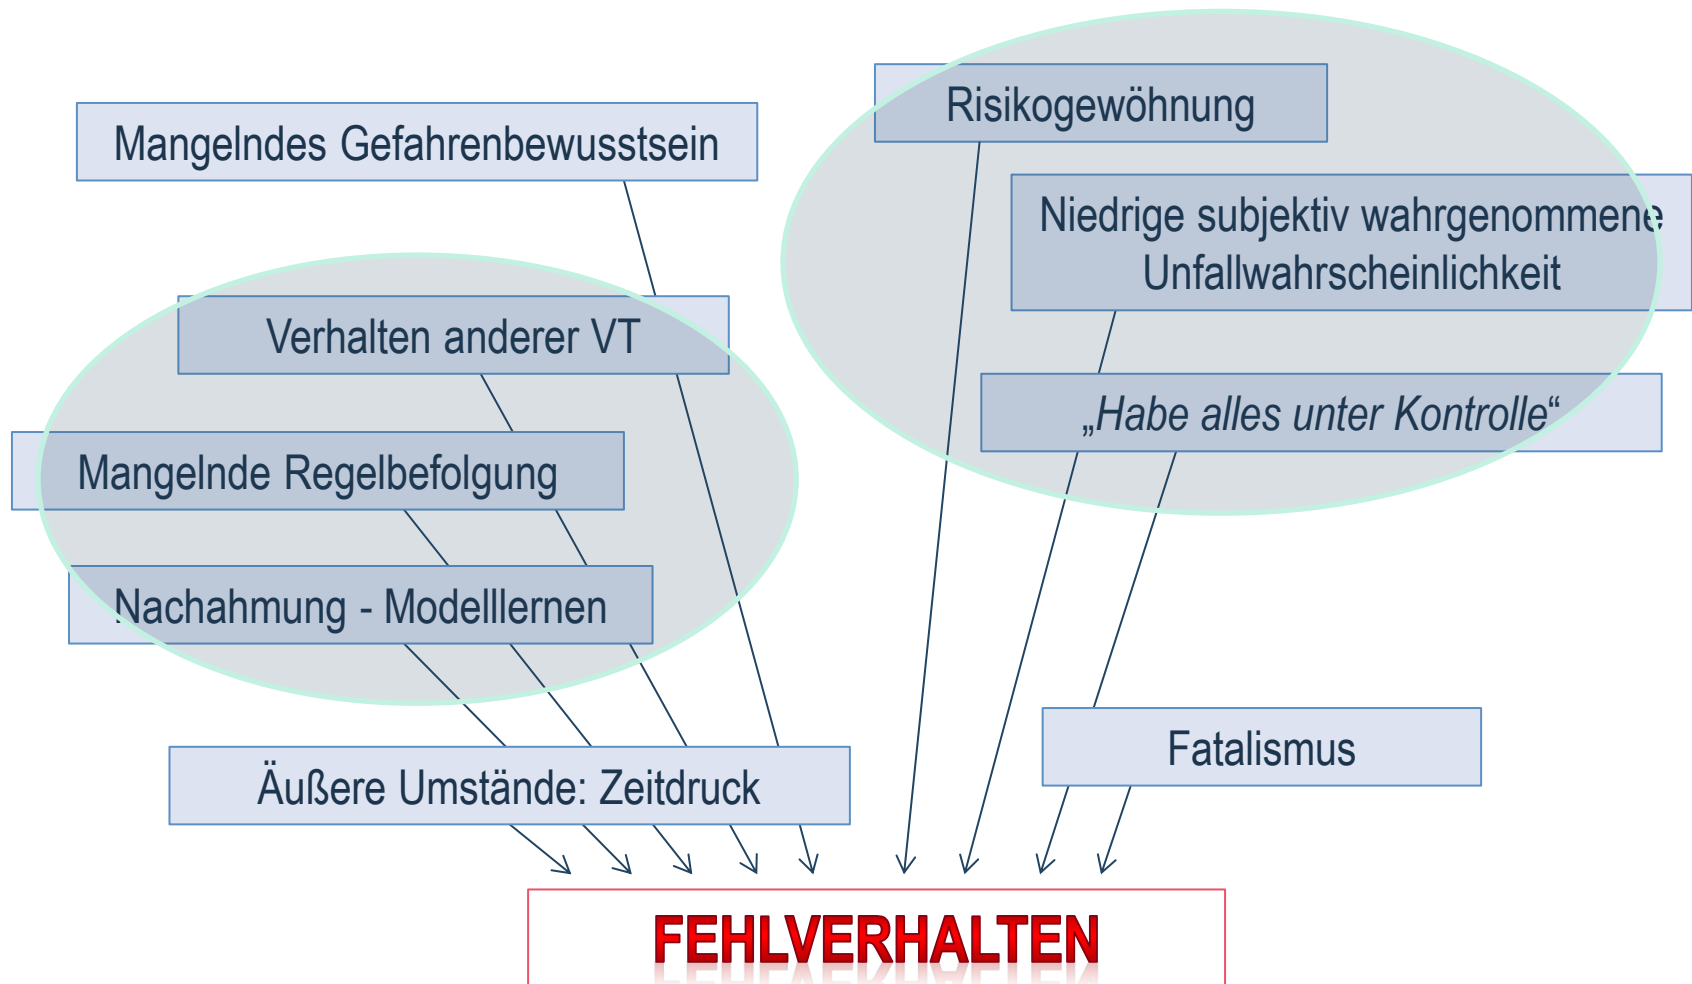 Mangelndes Gefahrenbewusstsein
Verhalten anderer VT
Mangelnde Regelbefolgung
Nachahmung - Modelllernen
Äußere Umstände: Zeitdruck
Risikogewöhnung
Niedrige subjektiv wahrgenommene
Unfallwahrscheinlichkeit
„Habe alles unter Kontrolle“
Fatalismus
FEHLVERHALTEN